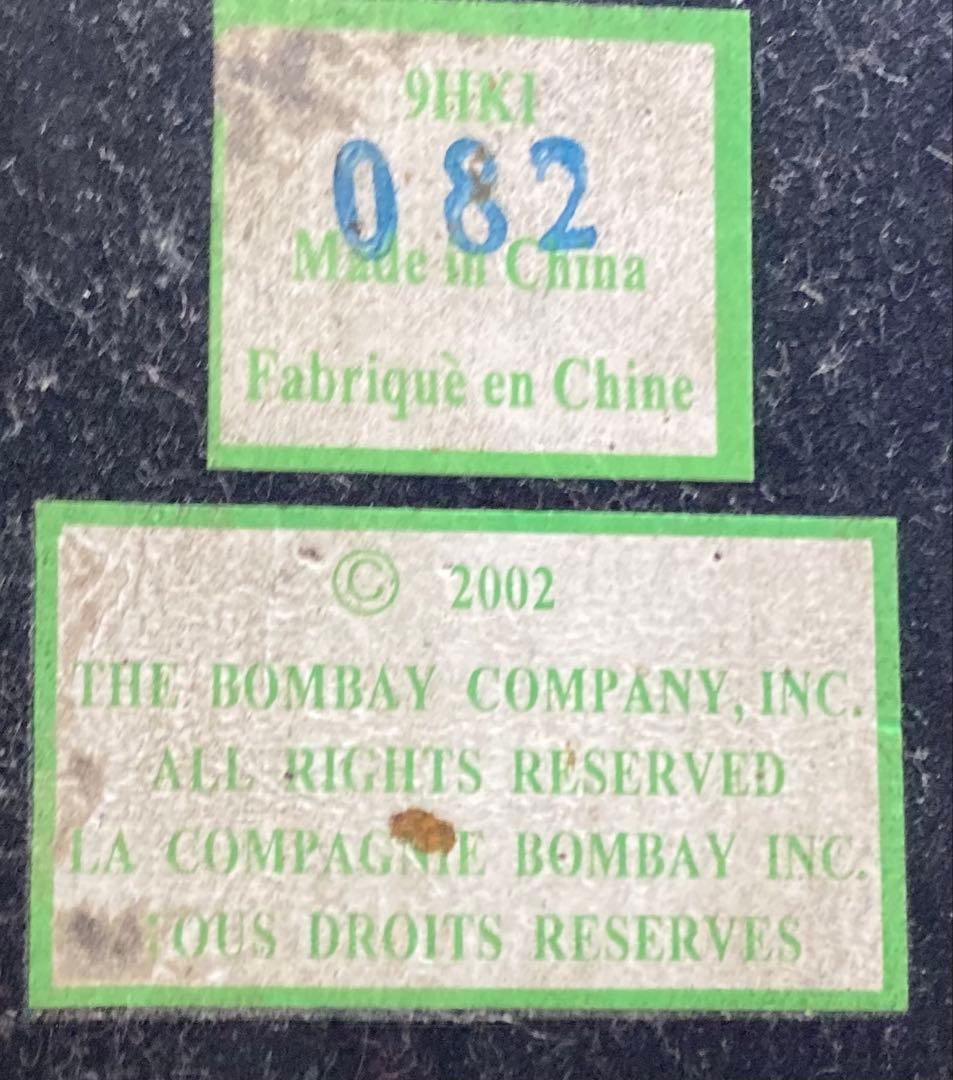 9HK1
082
Made in China
Fabriquè en Chine
© 2002
THE BOMBAY COMPANY, INC.
ALL RIGHTS RESERVED
LA COMPAGNIE BOMBAY INC.
TOUS DROITS RESERVES